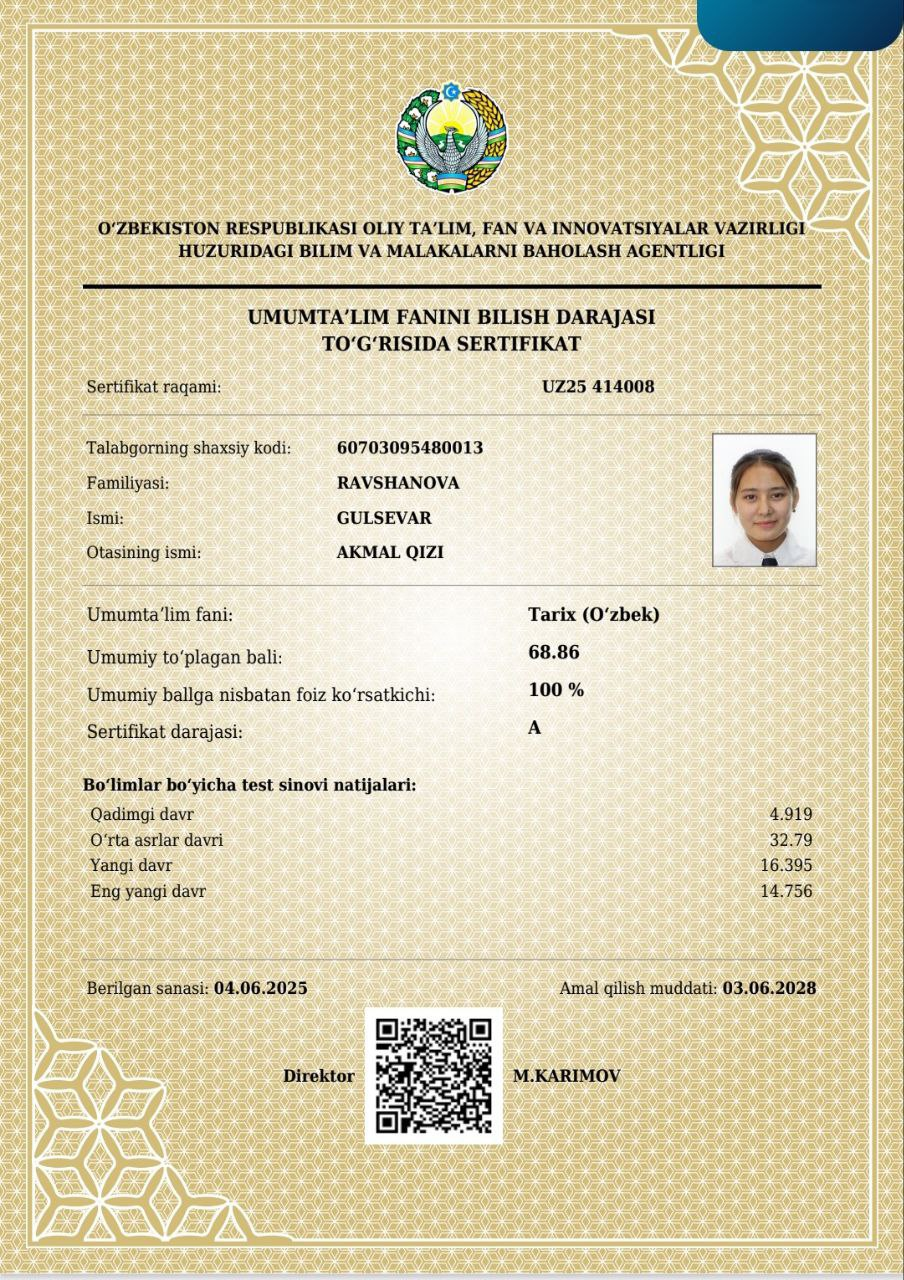 O‘ZBEKISTON RESPUBLIKASI OLIY TA’LIM, FAN VA INNOVATSIYALAR VAZIRLIGI
HUZURIDAGI BILIM VA MALAKALARNI BAHOLASH AGENTLIGI
UMUMTA’LIM FANINI BILISH DARAJASI
TO‘G‘RISIDA SERTIFIKAT
Sertifikat raqami: UZ25 414008
Talabgorning shaxsiy kodi: 60703095480013
Familiyasi: RAVSHANOVA
Ismi: GULSEVAR
Otasining ismi: AKMAL QIZI
Umumta’lim fani: Tarix (O‘zbek)
Umumiy to‘plagan bali: 68.86
Umumiy ballga nisbatan foiz ko‘rsatkichi: 100 %
Sertifikat darajasi: A
Bo‘limlar bo‘yicha test sinovi natijalari:
Qadimgi davr 4.919
O‘rta asrlar davri 32.79
Yangi davr 16.395
Eng yangi davr 14.756
Berilgan sanasi: 04.06.2025 Amal qilish muddati: 03.06.2028
Direktor M.KARIMOV